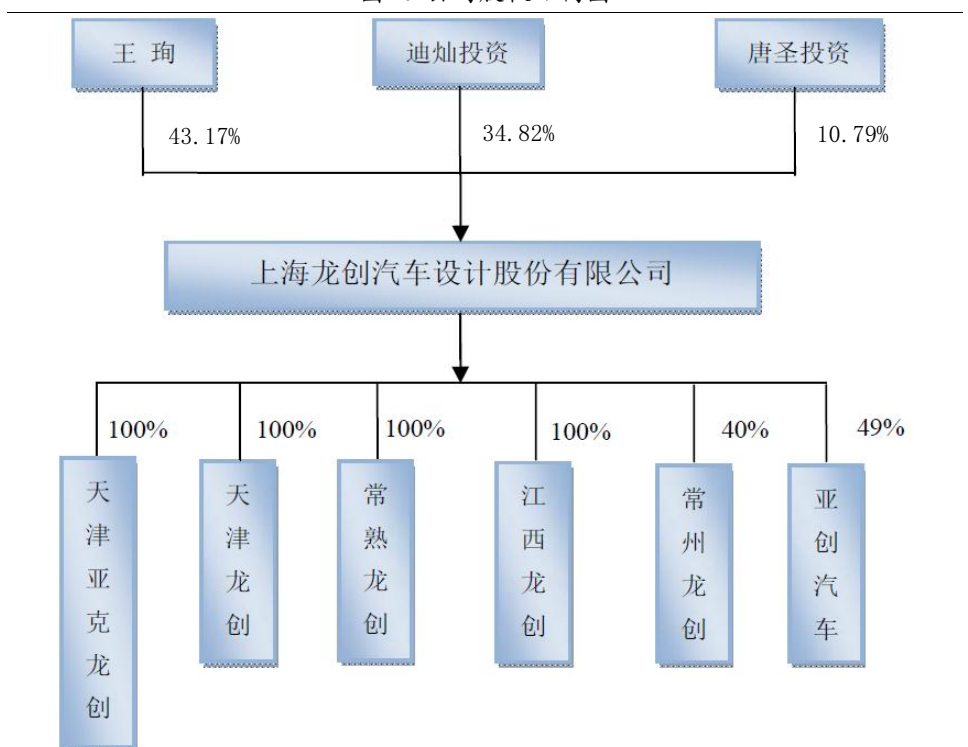 王 珣
迪灿投资
唐圣投资
43.17%
34.82%
10.79%
上海龙创汽车设计股份有限公司
100%
100%
100%
100%
40%
49%
天津亚克龙创
天津龙创
常熟龙创
江西龙创
常州龙创
亚创汽车